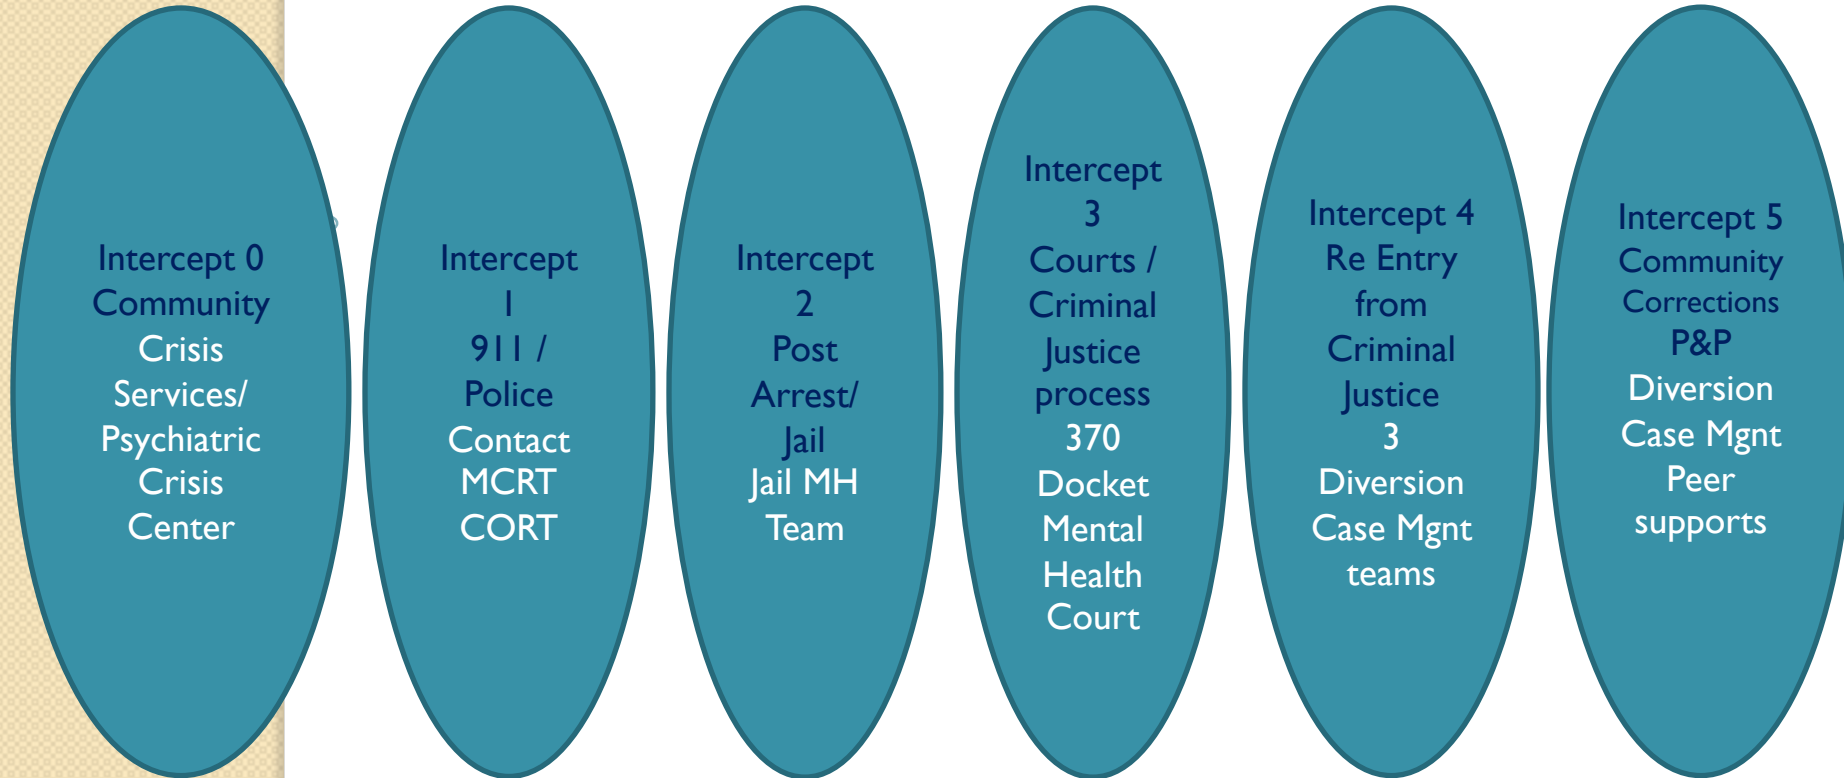 Intercept 0
Community
Crisis
Services/
Psychiatric
Crisis
Center
Intercept
1
911 /
Police
Contact
MCRT
CORT
Intercept
2
Post
Arrest/
Jail
Jail MH
Team
Intercept
3
Courts /
Criminal
Justice
process
370
Docket
Mental
Health
Court
Intercept 4
Re Entry
from
Criminal
Justice
3
Diversion
Case Mgnt
teams
Intercept 5
Community
Corrections
P&P
Diversion
Case Mgnt
Peer
supports